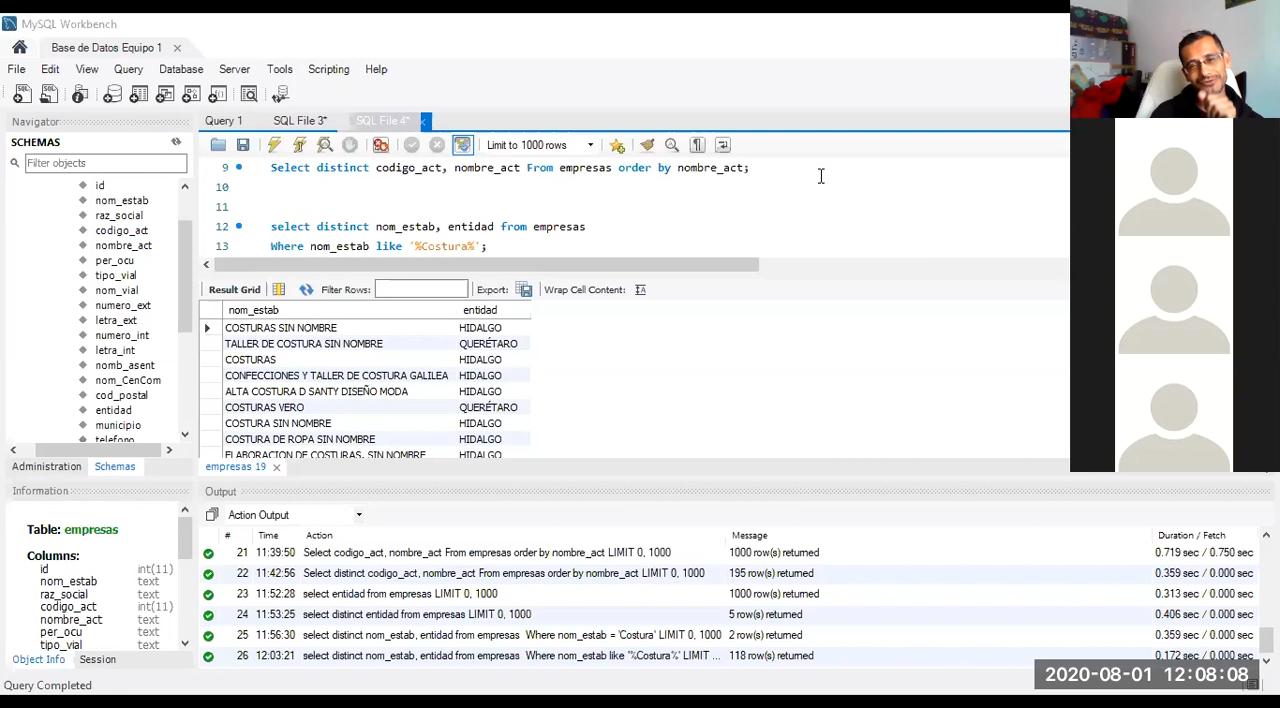 MySQL Workbench
Base de Datos Equipo 1
File Edit View Query Database Server Tools Scripting Help
Navigator
SCHEMAS
Filter objects
id
nom_estab
raz_social
codigo_act
nombre_act
per_ocu
tipo_vial
nom_vial
numero_ext
letra_ext
numero_int
letra_int
nomb_asent
nom_CenCom
cod_postal
entidad
municipio
telefono
Administration Schemas
Information
Table: empresas
Columns:
id int(11)
nom_estab text
raz_social text
codigo_act int(11)
nombre_act text
per_ocu text
tipo_vial text
Object Info Session
Query Completed
Query 1 SQL File 3* SQL File 4*
Limit to 1000 rows
9 Select distinct codigo_act, nombre_act From empresas order by nombre_act;
10
11
12 select distinct nom_estab, entidad from empresas
13 Where nom_estab like '%Costura%';
Result Grid Filter Rows: Export: Wrap Cell Content:
nom_estab entidad
COSTURAS SIN NOMBRE HIDALGO
TALLER DE COSTURA SIN NOMBRE QUERÉTARO
COSTURAS HIDALGO
CONFECCIONES Y TALLER DE COSTURA GALILEA HIDALGO
ALTA COSTURA D SANTY DISEÑO MODA HIDALGO
COSTURAS VERO QUERÉTARO
COSTURA SIN NOMBRE HIDALGO
COSTURA DE ROPA SIN NOMBRE HIDALGO
ELABORACION DE COSTURAS, SIN NOMBRE HIDALGO
empresas 19
Output
Action Output
# Time Action Message Duration / Fetch
21 11:39:50 Select codigo_act, nombre_act From empresas order by nombre_act LIMIT 0, 1000 1000 row(s) returned 0.719 sec / 0.750 sec
22 11:42:56 Select distinct codigo_act, nombre_act From empresas order by nombre_act LIMIT 0, 1000 195 row(s) returned 0.359 sec / 0.000 sec
23 11:52:28 select entidad from empresas LIMIT 0, 1000 1000 row(s) returned 0.313 sec / 0.000 sec
24 11:53:25 select distinct entidad from empresas LIMIT 0, 1000 5 row(s) returned 0.406 sec / 0.000 sec
25 11:56:30 select distinct nom_estab, entidad from empresas Where nom_estab = 'Costura' LIMIT 0, 1000 2 row(s) returned 0.359 sec / 0.000 sec
26 12:03:21 select distinct nom_estab, entidad from empresas Where nom_estab like '%Costura%' LIMIT ... 118 row(s) returned 0.172 sec / 0.000 sec
2020-08-01 12:08:08